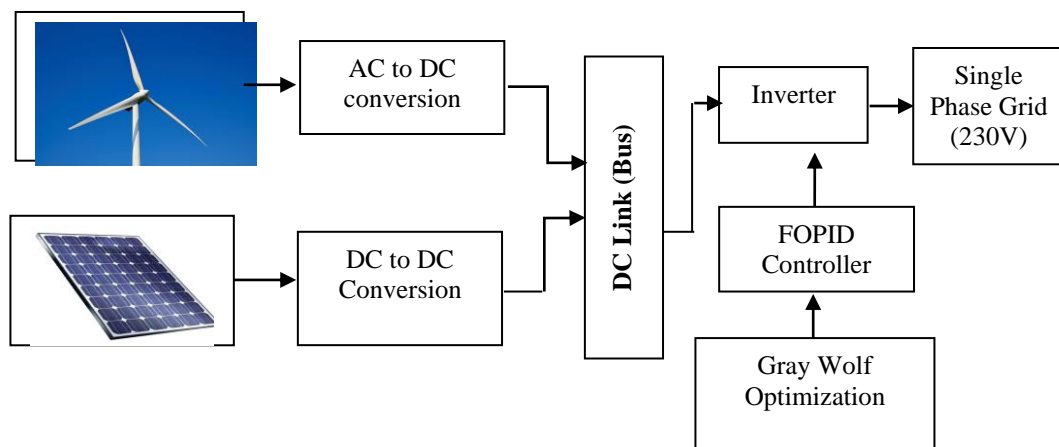 AC to DC
conversion
DC to DC
Conversion
DC Link (Bus)
Inverter
Single
Phase Grid
(230V)
FOPID
Controller
Gray Wolf
Optimization